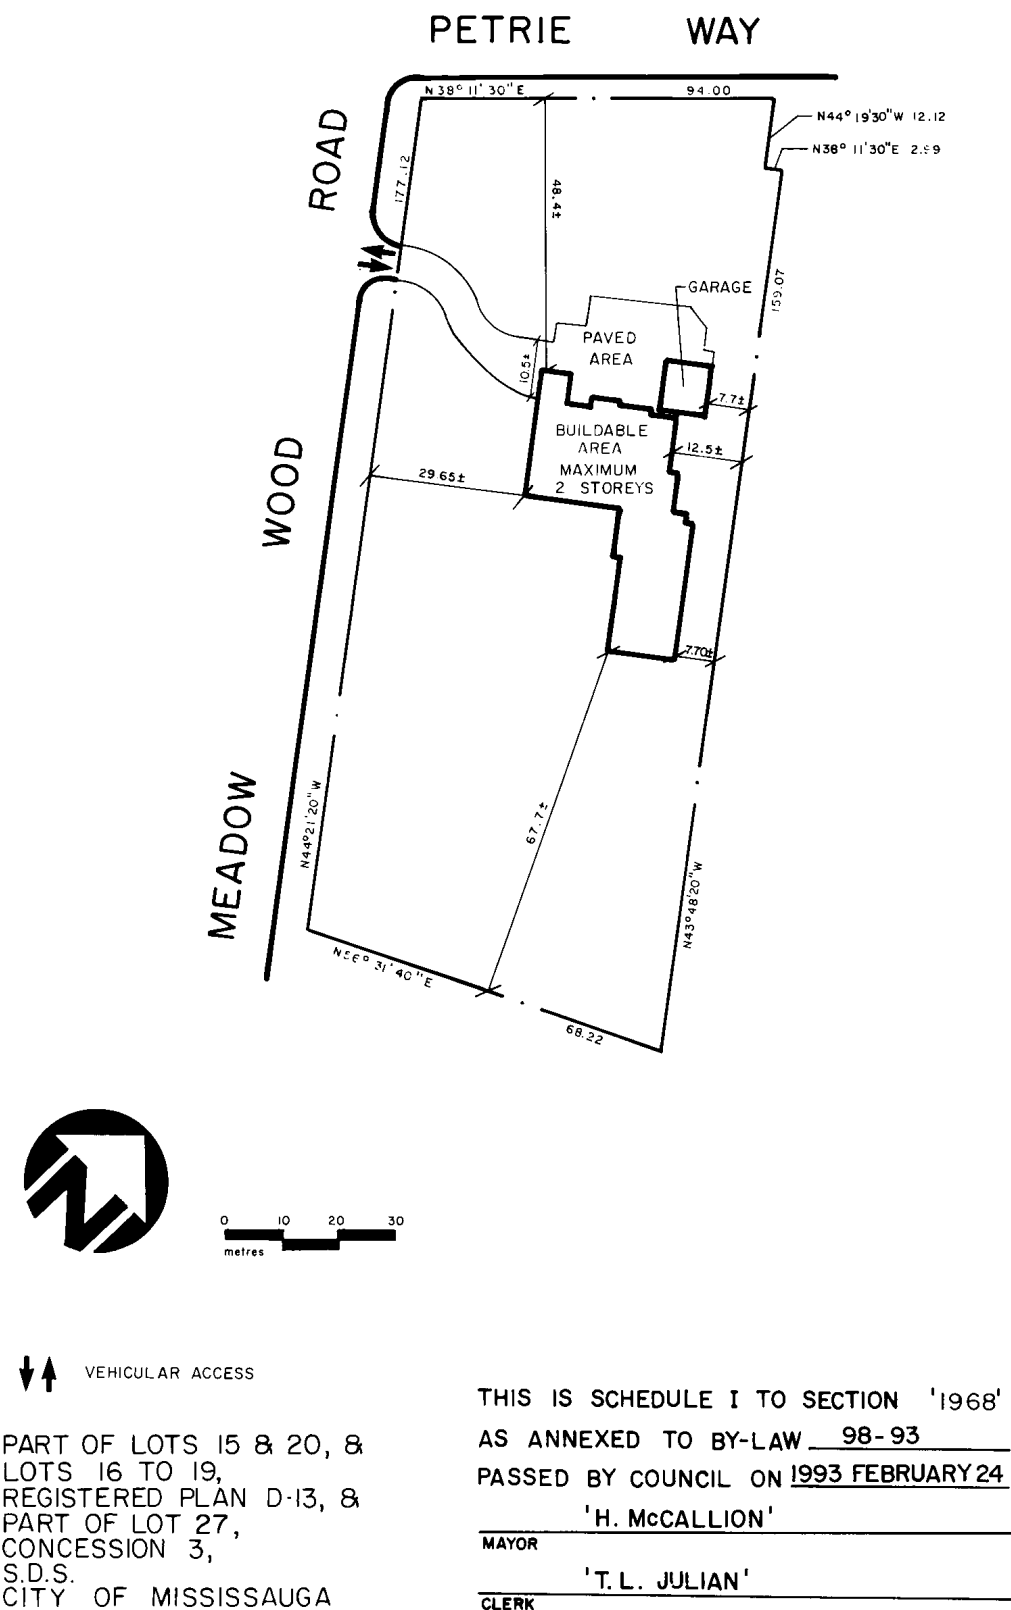 PETRIE WAY
N38° 11'30"E 94.00
N44° 19'30"W 12.12
N38° 11'30"E 2.99
ROAD
177.12
48.4±
159.07
GARAGE
PAVED
AREA
10.5±
7.7±
BUILDABLE
AREA
MAXIMUM
2 STOREYS
12.5±
29.65±
WOOD
7.70±
67.7±
MEADOW
N44°21'20"W
N43°48'20"W
N56° 31'40"E
68.22
N
0 10 20 30
metres
VEHICULAR ACCESS
PART OF LOTS 15 & 20, &
LOTS 16 TO 19,
REGISTERED PLAN D-13, &
PART OF LOT 27,
CONCESSION 3,
S.D.S.
CITY OF MISSISSAUGA
THIS IS SCHEDULE I TO SECTION '1968'
AS ANNEXED TO BY-LAW 98-93
PASSED BY COUNCIL ON 1993 FEBRUARY 24
'H. McCALLION'
MAYOR
'T. L. JULIAN'
CLERK